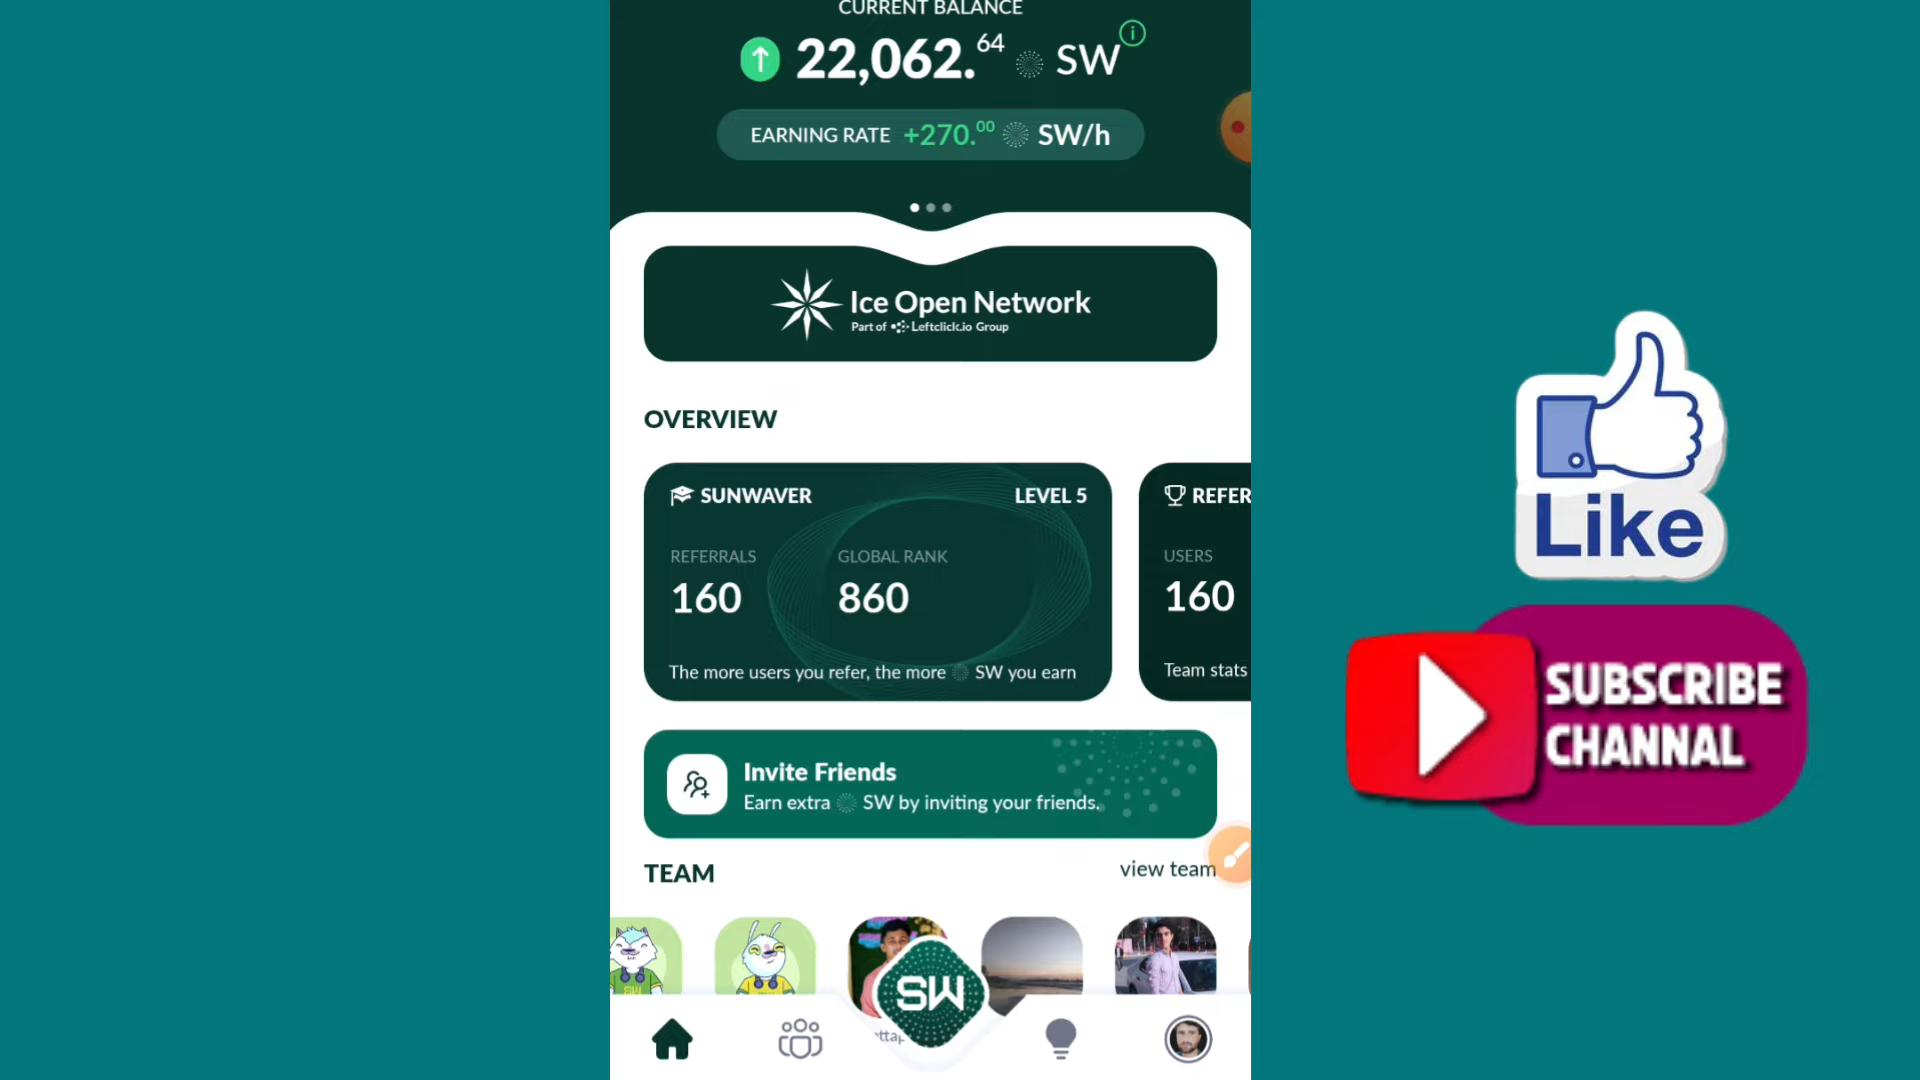 CURRENT BALANCE
22,062.64 SW
EARNING RATE +270.00 SW/h
Ice Open Network
Part of Leftclick.io Group
OVERVIEW
SUNWAVER LEVEL 5
REFERRALS GLOBAL RANK
160 860
The more users you refer, the more SW you earn
REFER
USERS
160
Team stats
Invite Friends
Earn extra SW by inviting your friends.
TEAM view team
SW
Like
SUBSCRIBE
CHANNAL